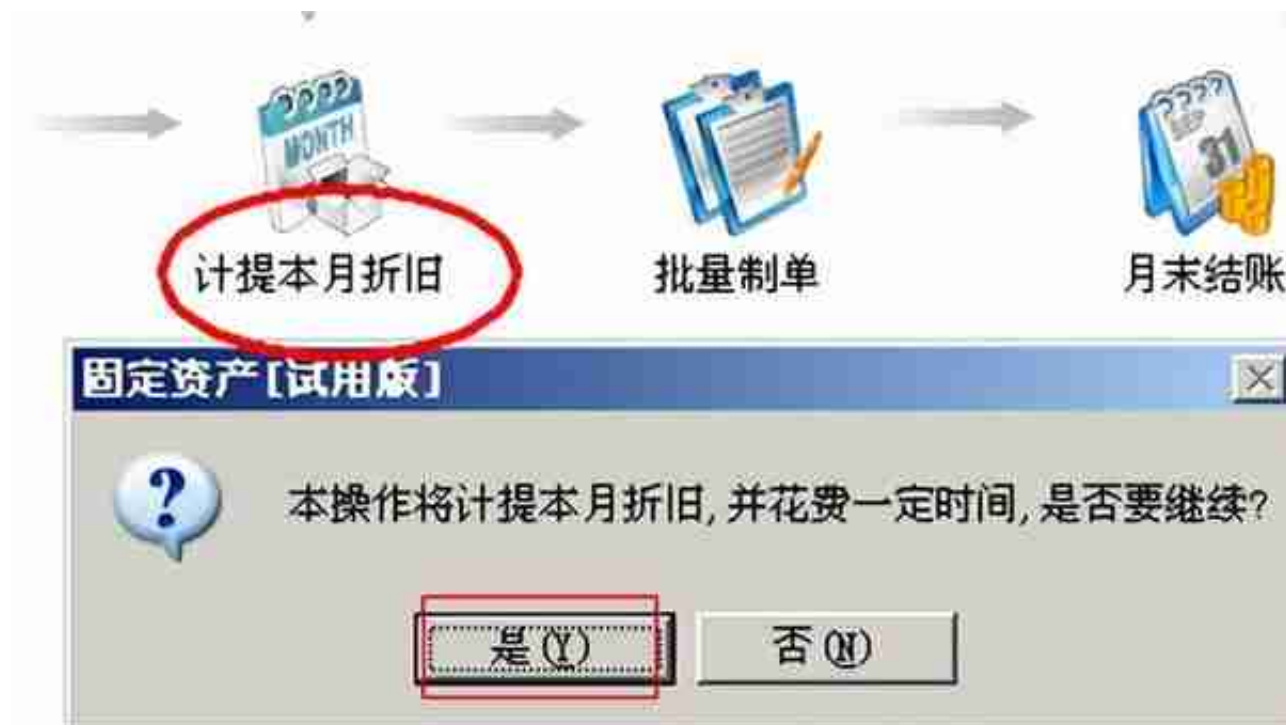 MONTH
31
计提本月折旧
批量制单
月末结账
固定资产[试用版]
?
本操作将计提本月折旧,并花费一定时间,是否要继续?
是(Y)
否(N)